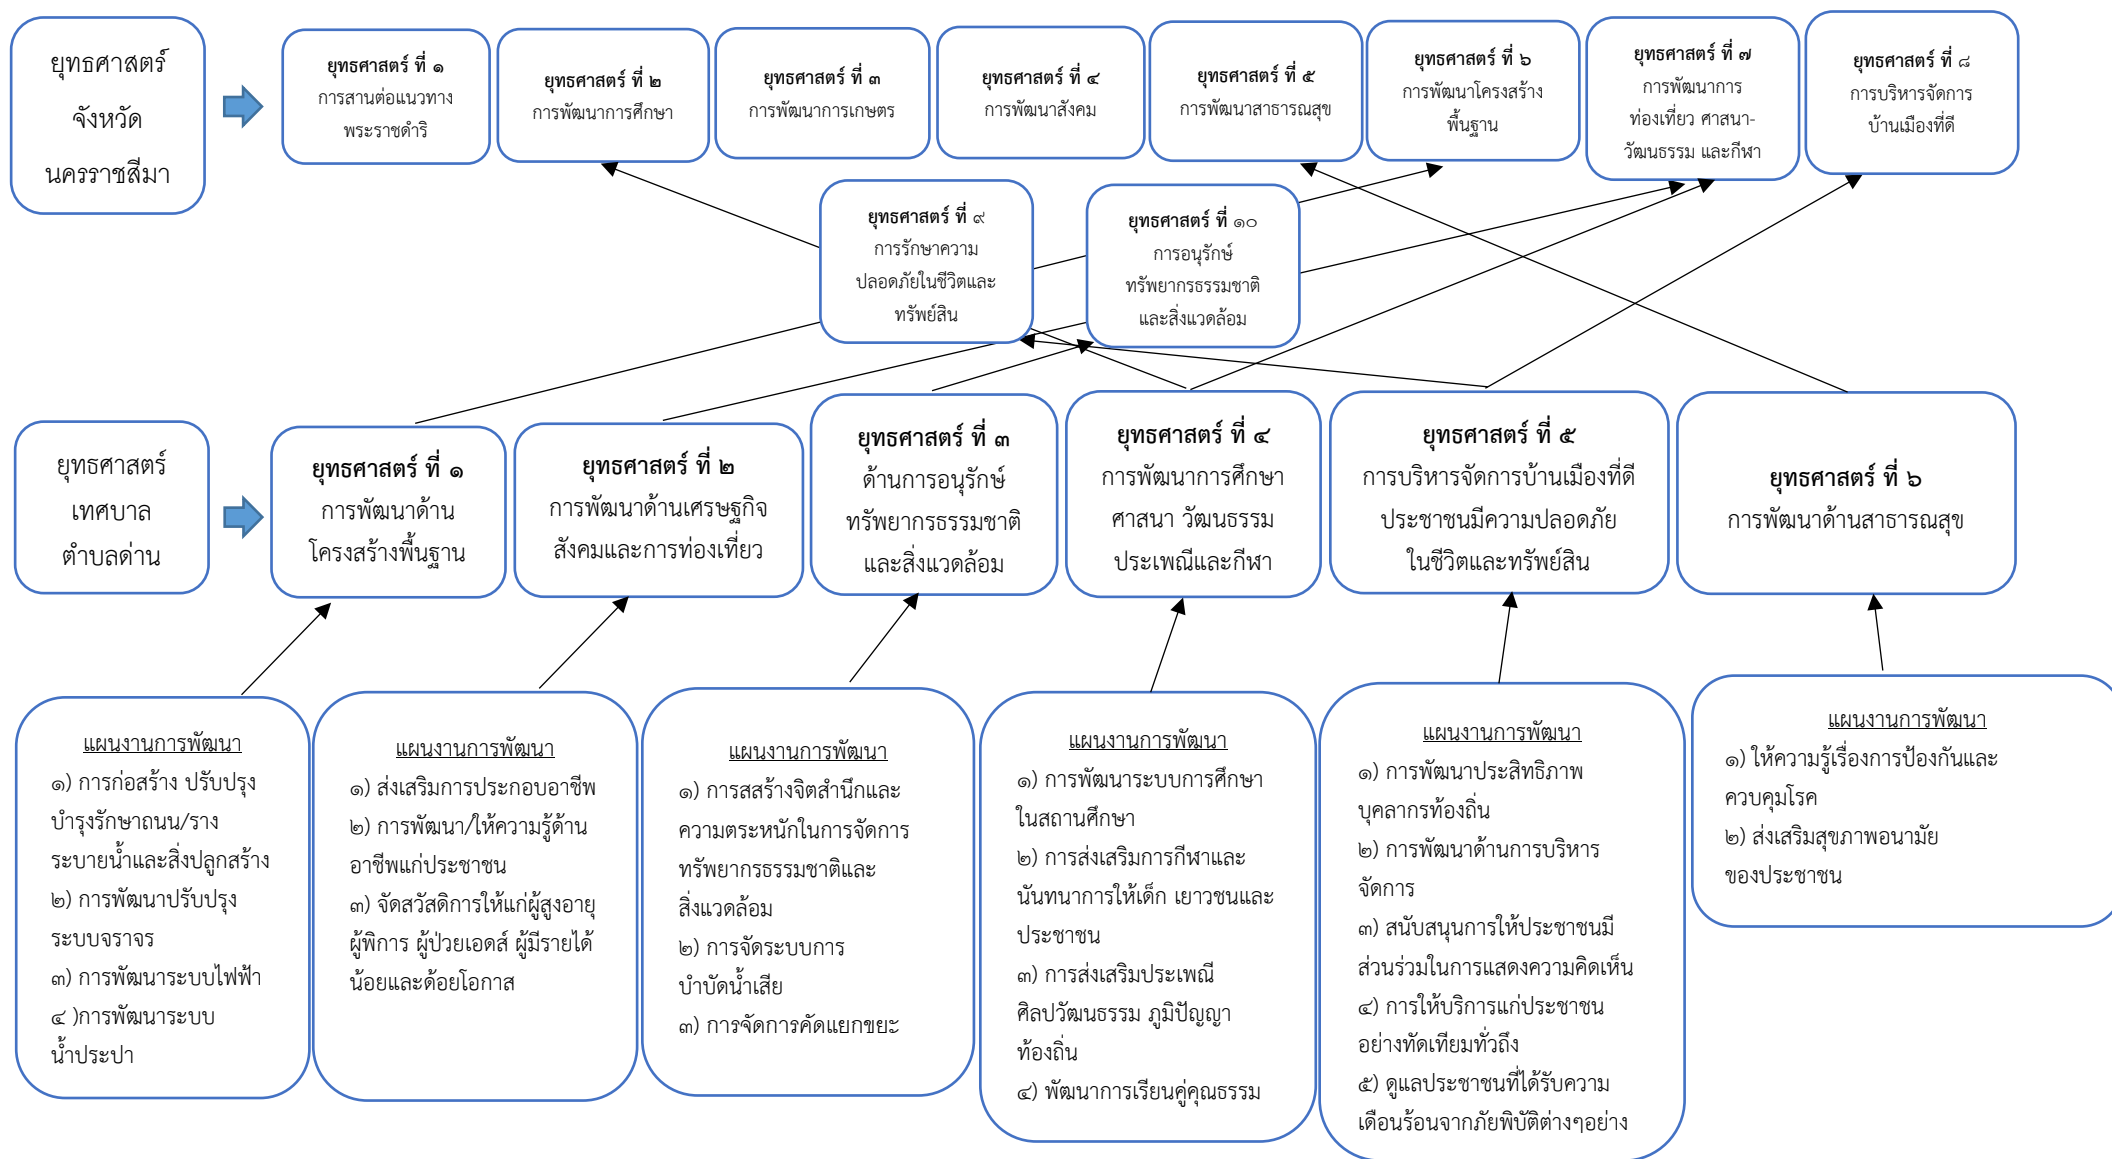 ยุทธศาสตร์
จังหวัด
นครราชสีมา
ยุทธศาสตร์ ที่ ๑
การสานต่อแนวทาง
พระราชดำริ
ยุทธศาสตร์ ที่ ๒
การพัฒนาการศึกษา
ยุทธศาสตร์ ที่ ๓
การพัฒนาการเกษตร
ยุทธศาสตร์ ที่ ๔
การพัฒนาสังคม
ยุทธศาสตร์ ที่ ๕
การพัฒนาสาธารณสุข
ยุทธศาสตร์ ที่ ๖
การพัฒนาโครงสร้าง
พื้นฐาน
ยุทธศาสตร์ ที่ ๗
การพัฒนาการ
ท่องเที่ยว ศาสนา-
วัฒนธรรม และกีฬา
ยุทธศาสตร์ ที่ ๘
การบริหารจัดการ
บ้านเมืองที่ดี
ยุทธศาสตร์ ที่ ๙
การรักษาความ
ปลอดภัยในชีวิตและ
ทรัพย์สิน
ยุทธศาสตร์ ที่ ๑๐
การอนุรักษ์
ทรัพยากรธรรมชาติ
และสิ่งแวดล้อม
ยุทธศาสตร์
เทศบาล
ตำบลด่าน
ยุทธศาสตร์ ที่ ๑
การพัฒนาด้าน
โครงสร้างพื้นฐาน
ยุทธศาสตร์ ที่ ๒
การพัฒนาด้านเศรษฐกิจ
สังคมและการท่องเที่ยว
ยุทธศาสตร์ ที่ ๓
ด้านการอนุรักษ์
ทรัพยากรธรรมชาติ
และสิ่งแวดล้อม
ยุทธศาสตร์ ที่ ๔
การพัฒนาการศึกษา
ศาสนา วัฒนธรรม
ประเพณีและกีฬา
ยุทธศาสตร์ ที่ ๕
การบริหารจัดการบ้านเมืองที่ดี
ประชาชนมีความปลอดภัย
ในชีวิตและทรัพย์สิน
ยุทธศาสตร์ ที่ ๖
การพัฒนาด้านสาธารณสุข
แผนงานการพัฒนา
๑) การก่อสร้าง ปรับปรุง
บำรุงรักษาถนน/ราง
ระบายน้ำและสิ่งปลูกสร้าง
๒) การพัฒนาปรับปรุง
ระบบจราจร
๓) การพัฒนาระบบไฟฟ้า
๔ )การพัฒนาระบบ
น้ำประปา
แผนงานการพัฒนา
๑) ส่งเสริมการประกอบอาชีพ
๒) การพัฒนา/ให้ความรู้ด้าน
อาชีพแก่ประชาชน
๓) จัดสวัสดิการให้แก่ผู้สูงอายุ
ผู้พิการ ผู้ป่วยเอดส์ ผู้มีรายได้
น้อยและด้อยโอกาส
แผนงานการพัฒนา
๑) การสสร้างจิตสำนึกและ
ความตระหนักในการจัดการ
ทรัพยากรธรรมชาติและ
สิ่งแวดล้อม
๒) การจัดระบบการ
บำบัดน้ำเสีย
๓) การจัดการคัดแยกขยะ
แผนงานการพัฒนา
๑) การพัฒนาระบบการศึกษา
ในสถานศึกษา
๒) การส่งเสริมการกีฬาและ
นันทนาการให้เด็ก เยาวชนและ
ประชาชน
๓) การส่งเสริมประเพณี
ศิลปวัฒนธรรม ภูมิปัญญา
ท้องถิ่น
๔) พัฒนาการเรียนคู่คุณธรรม
แผนงานการพัฒนา
๑) การพัฒนาประสิทธิภาพ
บุคลากรท้องถิ่น
๒) การพัฒนาด้านการบริหาร
จัดการ
๓) สนับสนุนการให้ประชาชนมี
ส่วนร่วมในการแสดงความคิดเห็น
๔) การให้บริการแก่ประชาชน
อย่างทัดเทียมทั่วถึง
๕) ดูแลประชาชนที่ได้รับความ
เดือนร้อนจากภัยพิบัติต่างๆอย่าง
แผนงานการพัฒนา
๑) ให้ความรู้เรื่องการป้องกันและ
ควบคุมโรค
๒) ส่งเสริมสุขภาพอนามัย
ของประชาชน